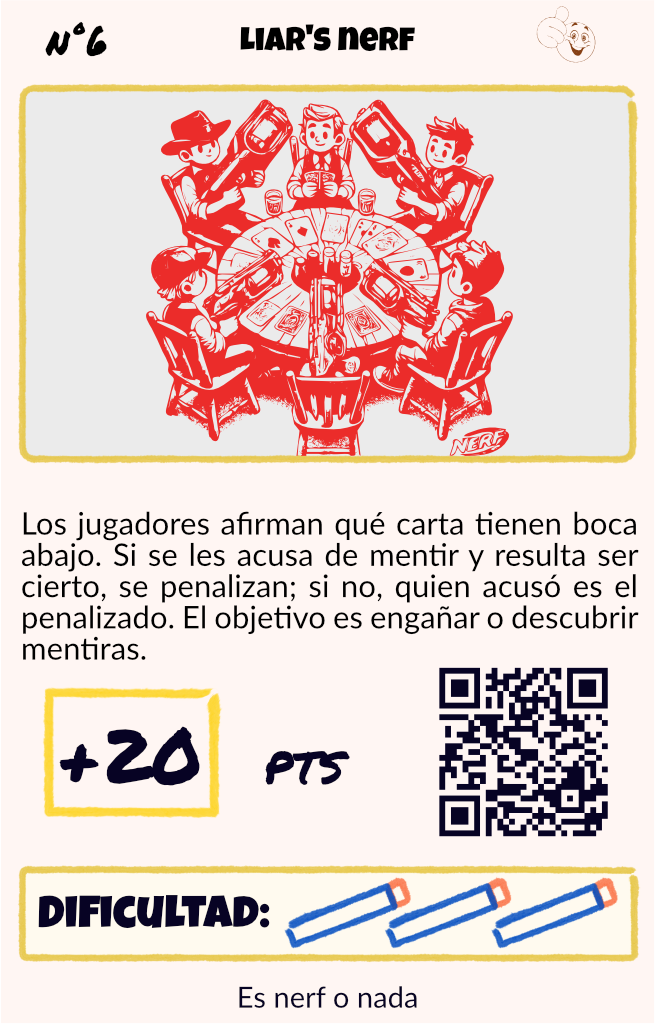 N°6
LIAR'S NERF
NERF
Los jugadores afirman qué carta tienen boca
abajo. Si se les acusa de mentir y resulta ser
cierto, se penalizan; si no, quien acusó es el
penalizado. El objetivo es engañar o descubrir
mentiras.
+20 PTS
DIFICULTAD:
Es nerf o nada